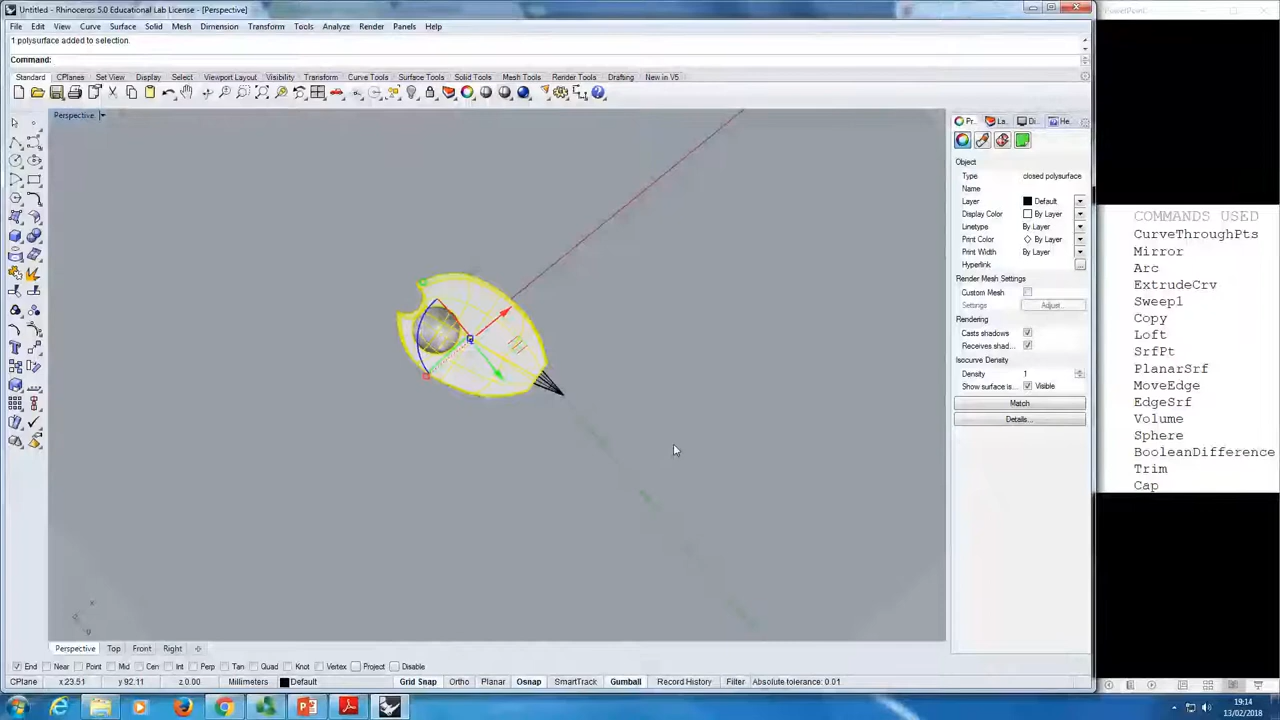 Untitled - Rhinoceros 5.0 Educational Lab License - [Perspective]
PowerPoint
File Edit View Curve Surface Solid Mesh Dimension Transform Tools Analyze Render Panels Help
1 polysurface added to selection.
Command:
Standard CPlanes Set View Display Select Viewport Layout Visibility Transform Curve Tools Surface Tools Solid Tools Mesh Tools Render Tools Drafting New in V5
Perspective
Pr... La... Di... He...
Object
Type closed polysurface
Name
Layer Default
Display Color By Layer
Linetype By Layer
Print Color By Layer
Print Width By Layer
Hyperlink ...
Render Mesh Settings
Custom Mesh
Settings Adjust...
Rendering
Casts shadows
Receives shad...
Isocurve Density
Density 1
Show surface is... Visible
Match
Details...
COMMANDS USED
CurveThroughPts
Mirror
Arc
ExtrudeCrv
Sweep1
Copy
Loft
SrfPt
PlanarSrf
MoveEdge
EdgeSrf
Volume
Sphere
BooleanDifference
Trim
Cap
Perspective Top Front Right
End Near Point Mid Cen Int Perp Tan Quad Knot Vertex Project Disable
CPlane x 23.51 y 92.11 z 0.00 Millimeters Default Grid Snap Ortho Planar Osnap SmartTrack Gumball Record History Filter Absolute tolerance: 0.01
19:14
13/02/2018